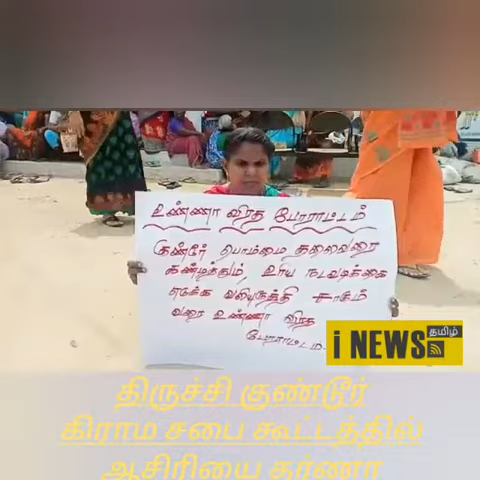 உண்ணா விரத போராட்டம்
குண்டூர் பொம்மை தலைவரை
கண்டித்தும், உரிய நடவடிக்கை
எடுக்க வலியுறுத்தி சாகும்
வரை உண்ணா விரத
போராட்டம்.
i NEWS தமிழ்
திருச்சி குண்டூர்
கிராம சபை கூட்டத்தில்
ஆசிரியை தர்ணா